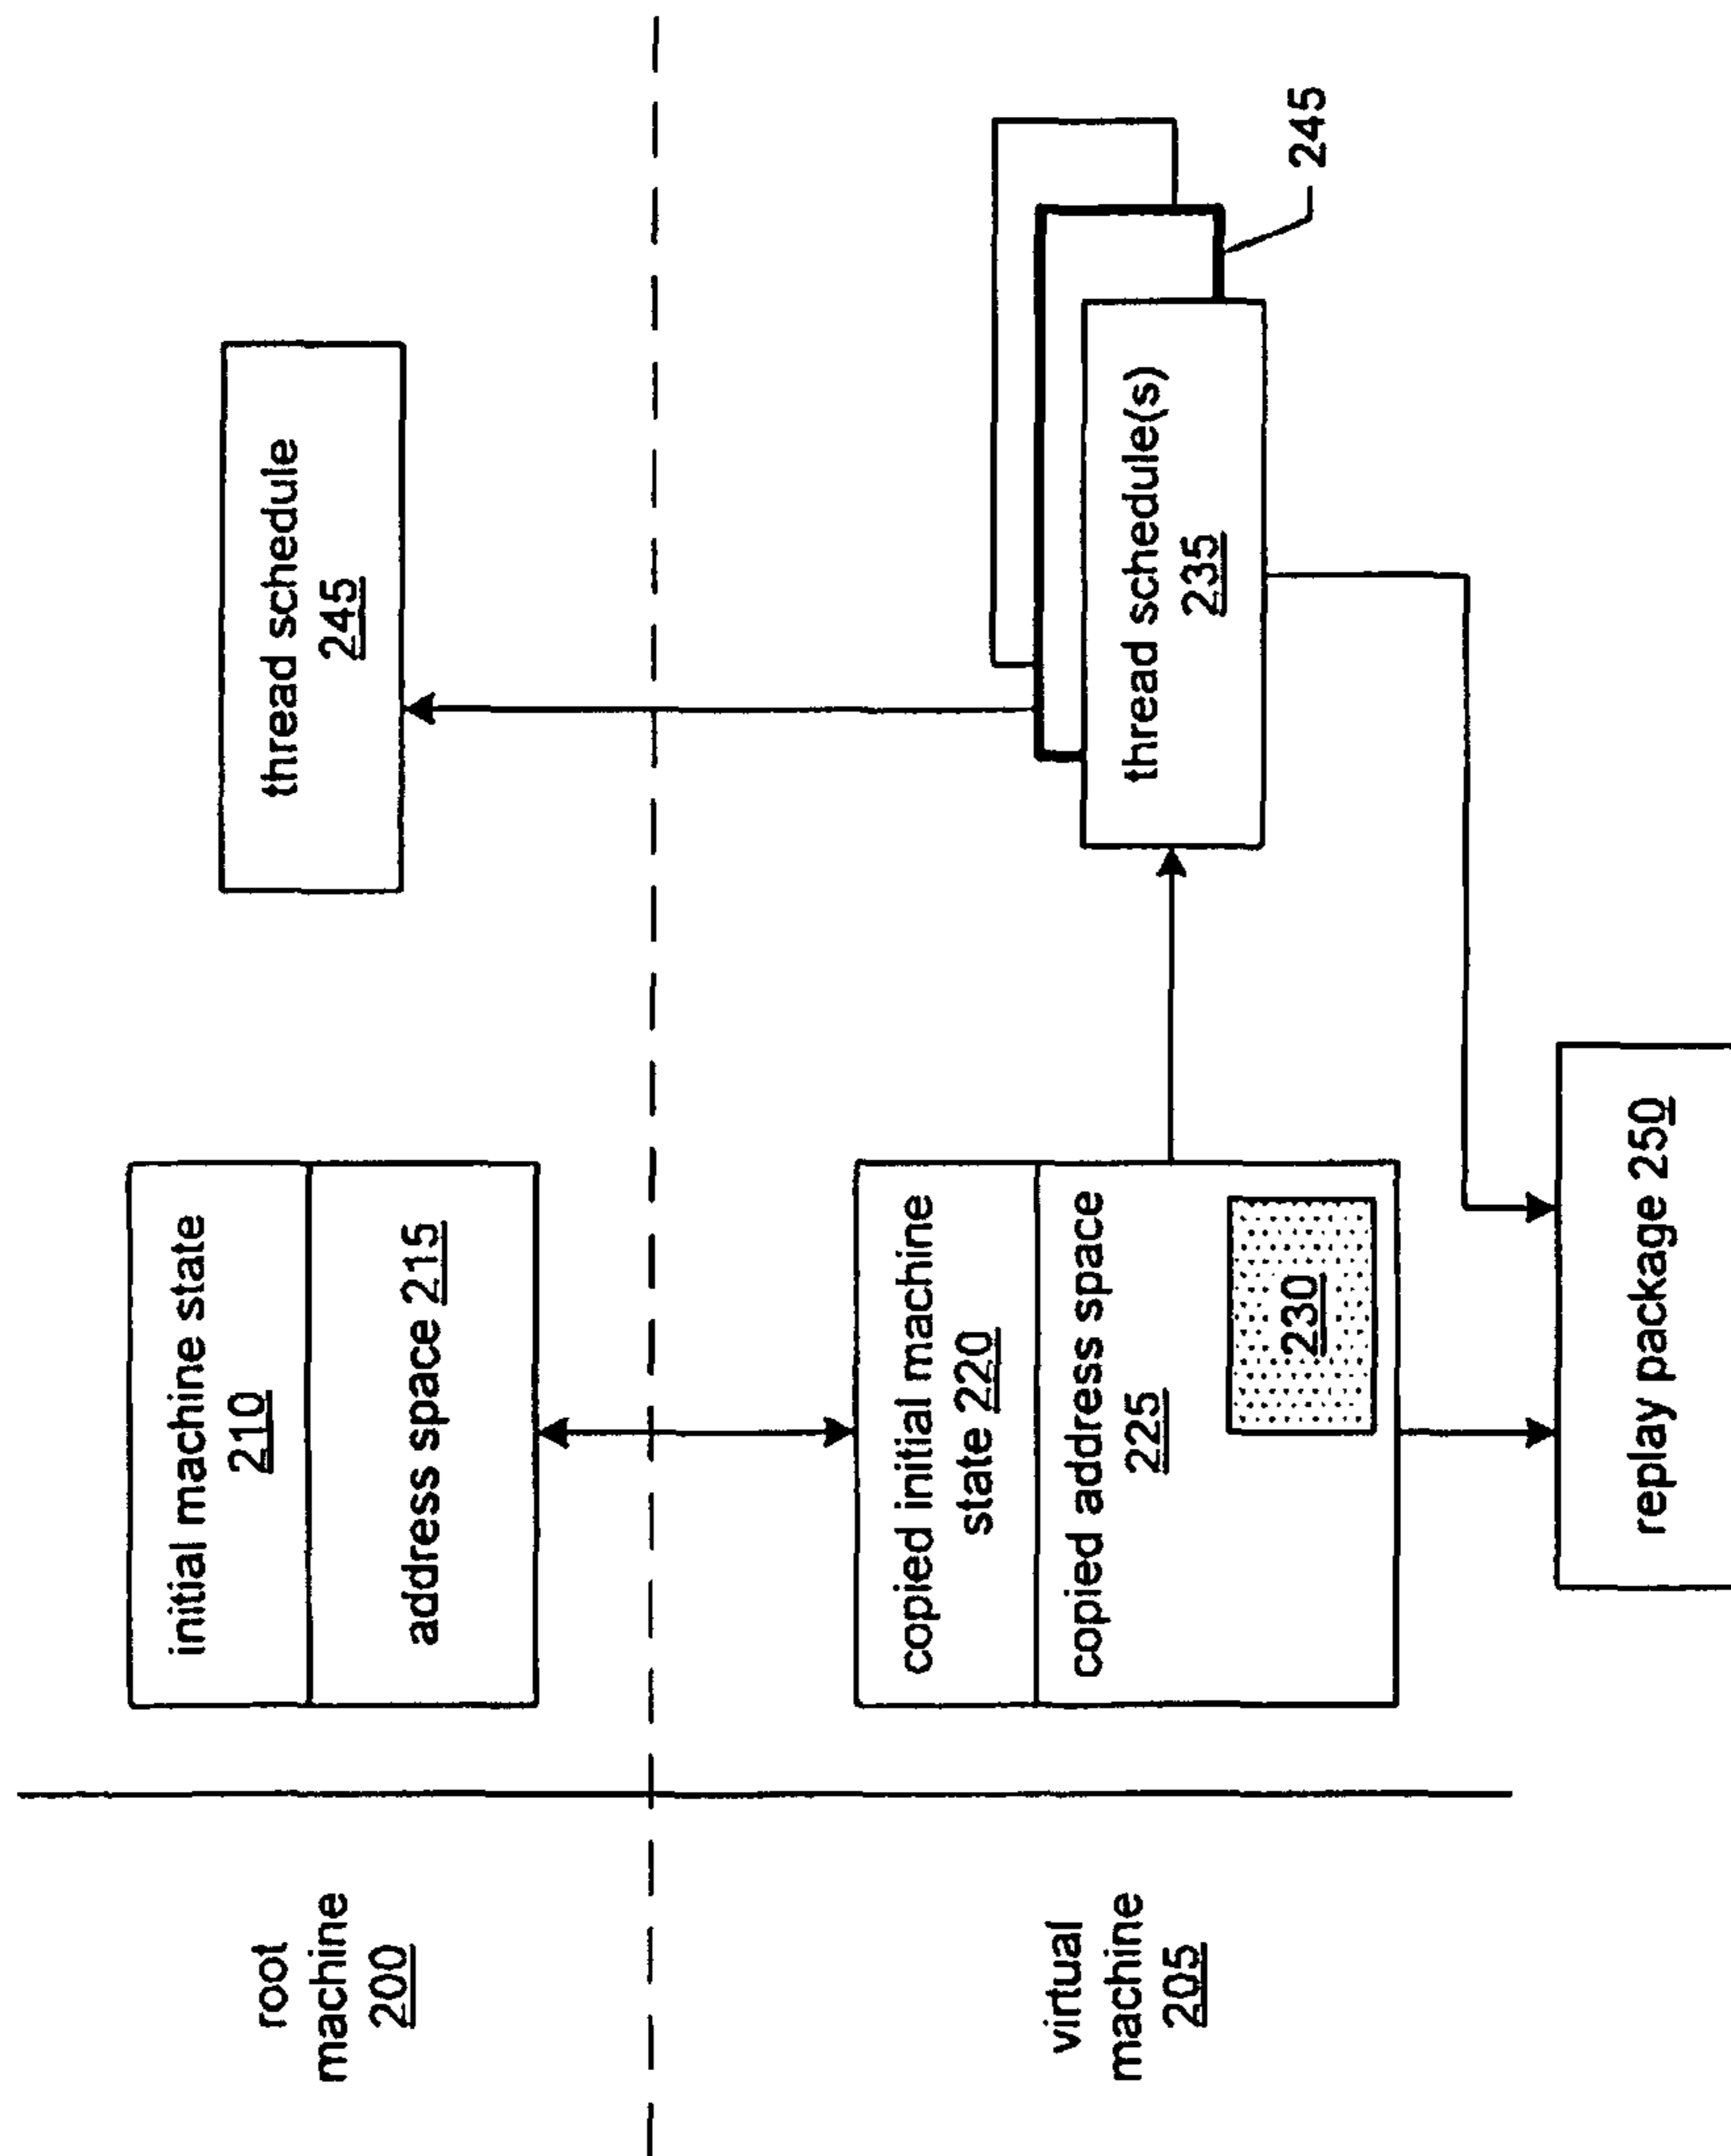 root
machine
200
initial machine state
210
address space 215
thread schedule
245
virtual
machine
205
copied initial machine
state 220
copied address space
225
230
thread schedule(s)
235
245
replay package 250